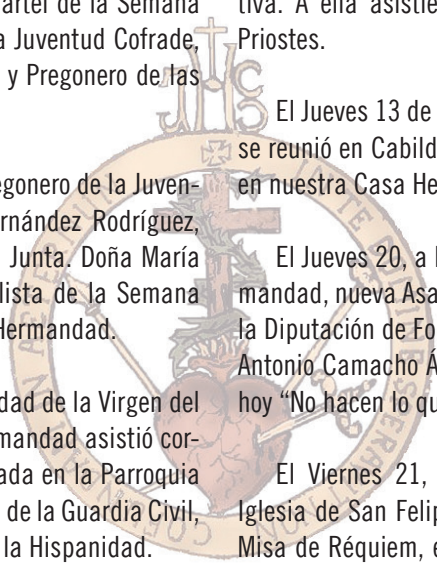 artel de la Semana
a Juventud Cofrade,
y Pregonero de las
egonero de la Juven-
ernández Rodríguez,
Junta. Doña María
lista de la Semana
Hermandad.
dad de la Virgen del
mandad asistió cor-
ada en la Parroquia
de la Guardia Civil,
la Hispanidad.
tiva. A ella asistie
Priostes.
El Jueves 13 de
se reunió en Cabild
en nuestra Casa He
El Jueves 20, a l
mandad, nueva Asa
la Diputación de Fo
Antonio Camacho Á
hoy “No hacen lo qu
El Viernes 21,
Iglesia de San Felip
Misa de Réquiem, e
JHS